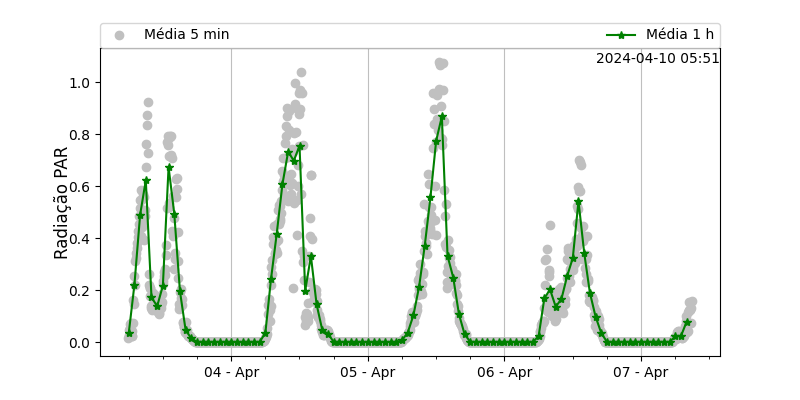 Média 5 min
Média 1 h
2024-04-10 05:51
Radiação PAR
1.0
0.8
0.6
0.4
0.2
0.0
04 - Apr
05 - Apr
06 - Apr
07 - Apr